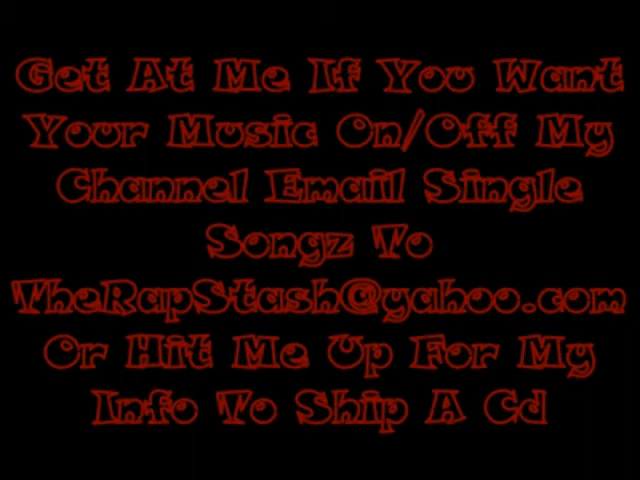 Get At Me If You Want
Your Music On/Off My
Channel Email Single
Songz To
TheRapStash@yahoo.com
Or Hit Me Up For My
Info To Ship A Cd